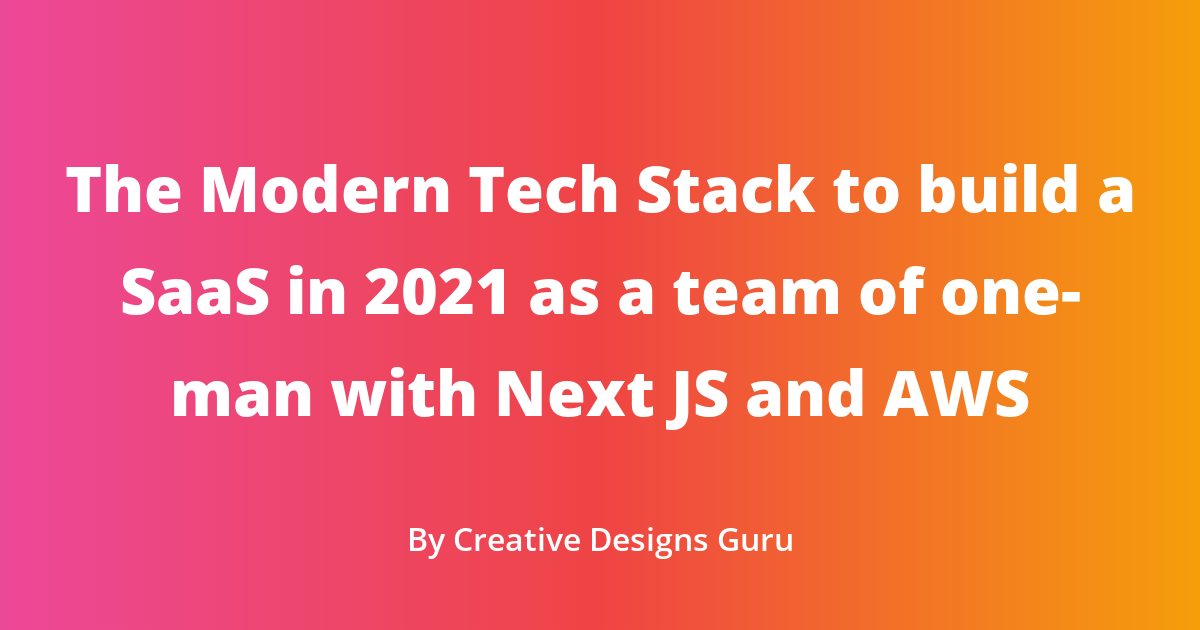 The Modern Tech Stack to build a
SaaS in 2021 as a team of one-
man with Next JS and AWS
By Creative Designs Guru